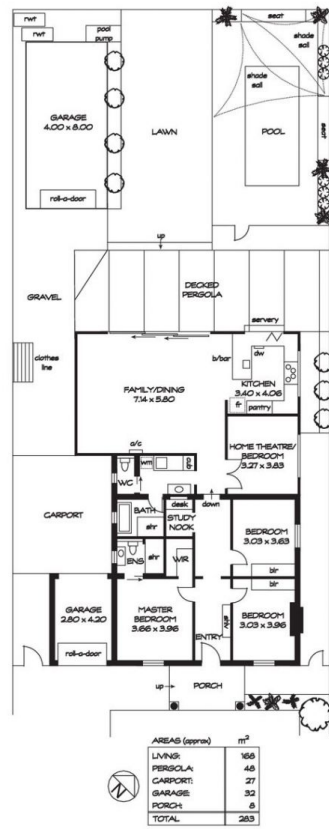 rwt
rwt
pool
pump
seat
shade
sail
GARAGE
4.00 x 8.00
LAWN
shade
sail
POOL
seat
roll-a-door
up
GRAVEL
DECKED
PERGOLA
servery
clothes
line
b/bar
dw
FAMILY/DINING
7.14 x 5.80
KITCHEN
3.40 x 4.06
fr
pantry
a/c
HOME THEATRE/
BEDROOM
3.27 x 3.83
wm
cub
WC
down
CARPORT
BATH
desk
STUDY
NOOK
shr
BEDROOM
3.03 x 3.63
ENS
shr
WR
blr
blr
GARAGE
2.80 x 4.20
MASTER
BEDROOM
3.66 x 3.96
BEDROOM
3.03 x 3.96
ENTRY
roll-a-door
up
PORCH
AREAS (approx) m²
LIVING: 168
PERGOLA: 48
CARPORT: 27
GARAGE: 32
PORCH: 8
TOTAL 283
N